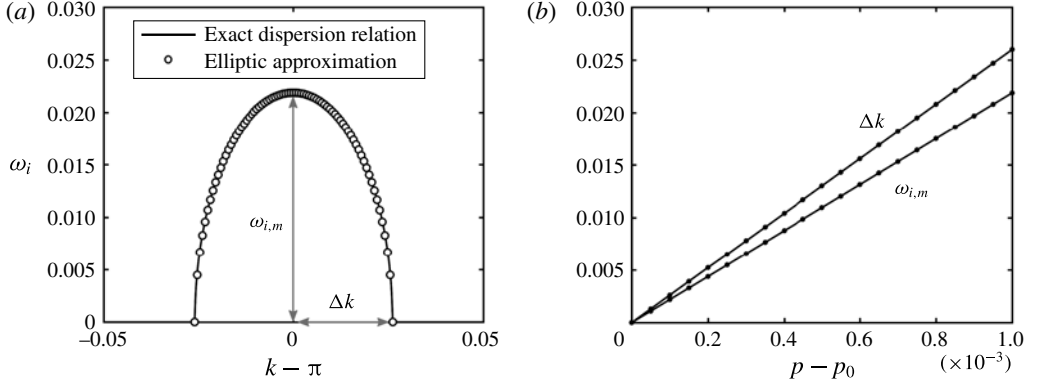 (a)
0.030
0.025
0.020
0.015
0.010
0.005
0
ω_i
Exact dispersion relation
Elliptic approximation
ω_{i,m}
Δk
−0.05
0
0.05
k − π
(b)
0.030
0.025
0.020
0.015
0.010
0.005
Δk
ω_{i,m}
0
0.2
0.4
0.6
0.8
1.0
p − p_0
(×10^{−3})